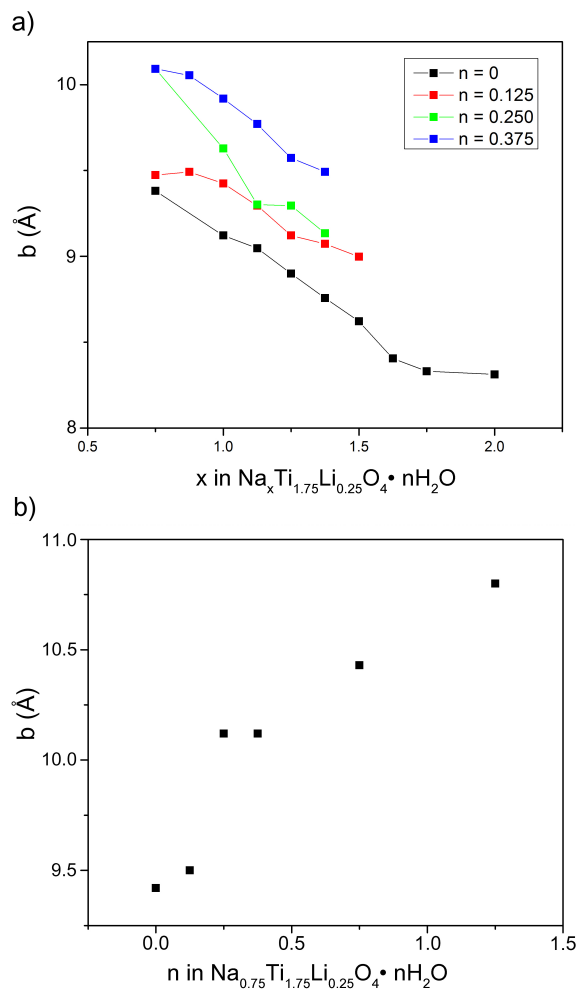 a)
10
9
8
b (Å)
n = 0
n = 0.125
n = 0.250
n = 0.375
0.5 1.0 1.5 2.0
x in NaₓTi₁.₇₅Li₀.₂₅O₄• nH₂O
b)
11.0
10.5
10.0
9.5
b (Å)
0.0 0.5 1.0 1.5
n in Na₀.₇₅Ti₁.₇₅Li₀.₂₅O₄• nH₂O